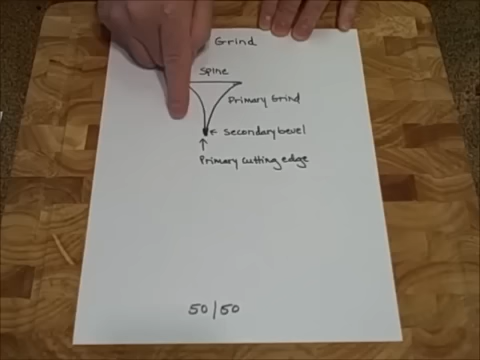 Grind
Spine
Primary Grind
Secondary bevel
Primary Cutting edge
50/50